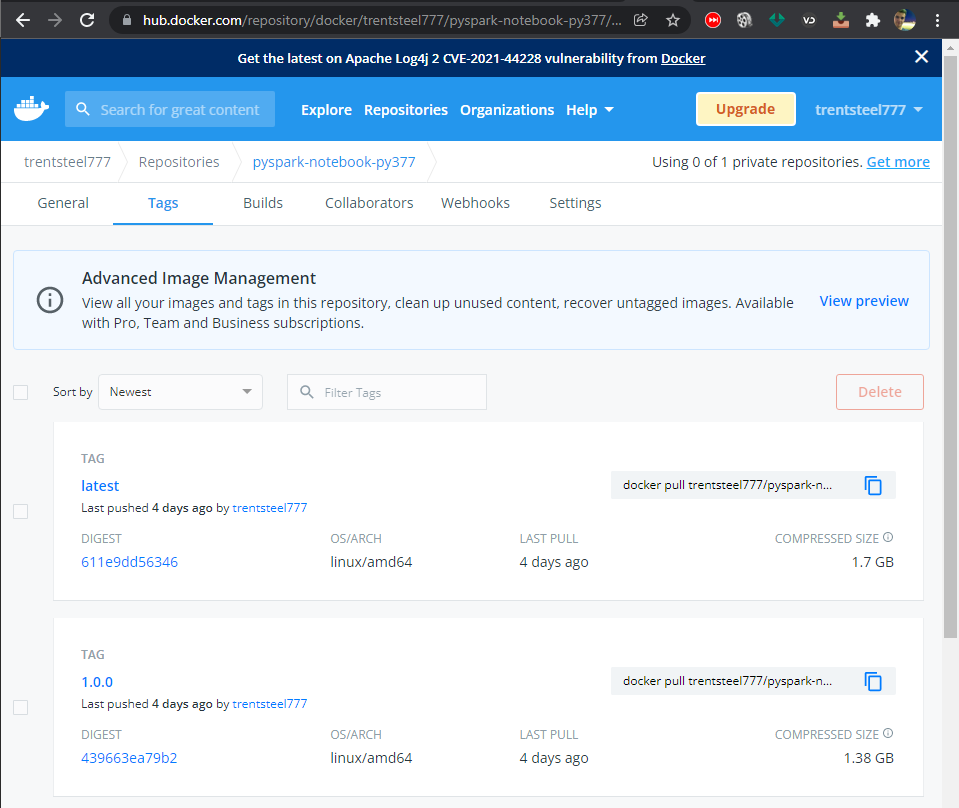 hub.docker.com/repository/docker/trentsteel777/pyspark-notebook-py377/...
Get the latest on Apache Log4j 2 CVE-2021-44228 vulnerability from Docker
Search for great content
Explore Repositories Organizations Help
Upgrade
trentsteel777
trentsteel777 Repositories pyspark-notebook-py377
Using 0 of 1 private repositories. Get more
General Tags Builds Collaborators Webhooks Settings
Advanced Image Management
View all your images and tags in this repository, clean up unused content, recover untagged images. Available
with Pro, Team and Business subscriptions.
View preview
Sort by Newest Filter Tags Delete
TAG
latest
docker pull trentsteel777/pyspark-n...
Last pushed 4 days ago by trentsteel777
DIGEST OS/ARCH LAST PULL COMPRESSED SIZE
611e9dd56346 linux/amd64 4 days ago 1.7 GB
TAG
1.0.0
docker pull trentsteel777/pyspark-n...
Last pushed 4 days ago by trentsteel777
DIGEST OS/ARCH LAST PULL COMPRESSED SIZE
439663ea79b2 linux/amd64 4 days ago 1.38 GB